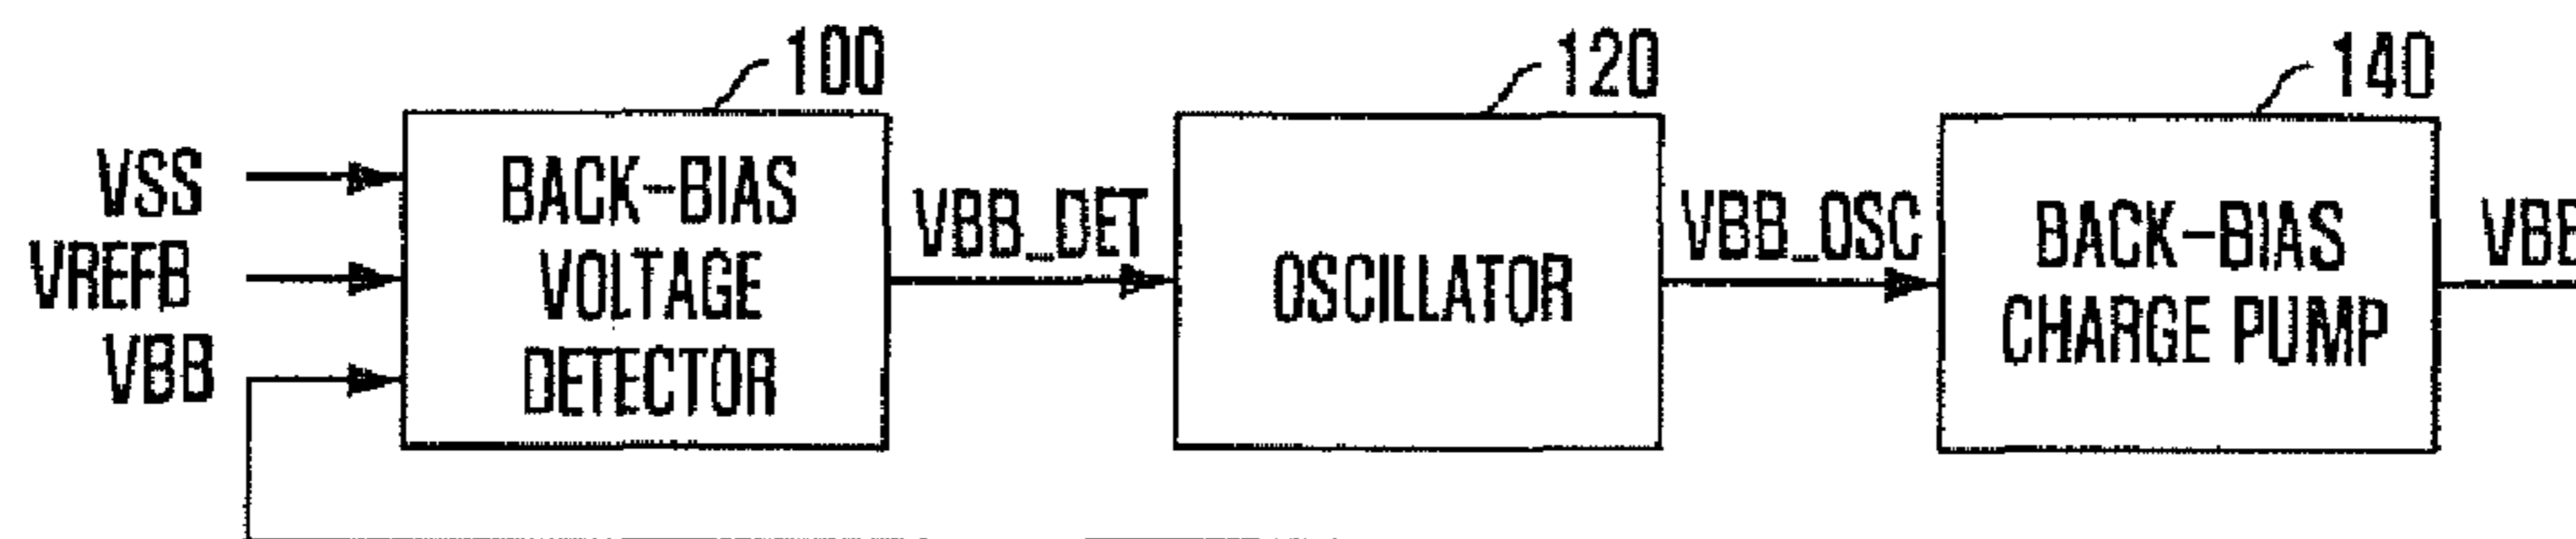 100
120
140
VSS
VREFB
VBB
BACK-BIAS
VOLTAGE
DETECTOR
VBB_DET
OSCILLATOR
VBB_OSC
BACK-BIAS
CHARGE PUMP